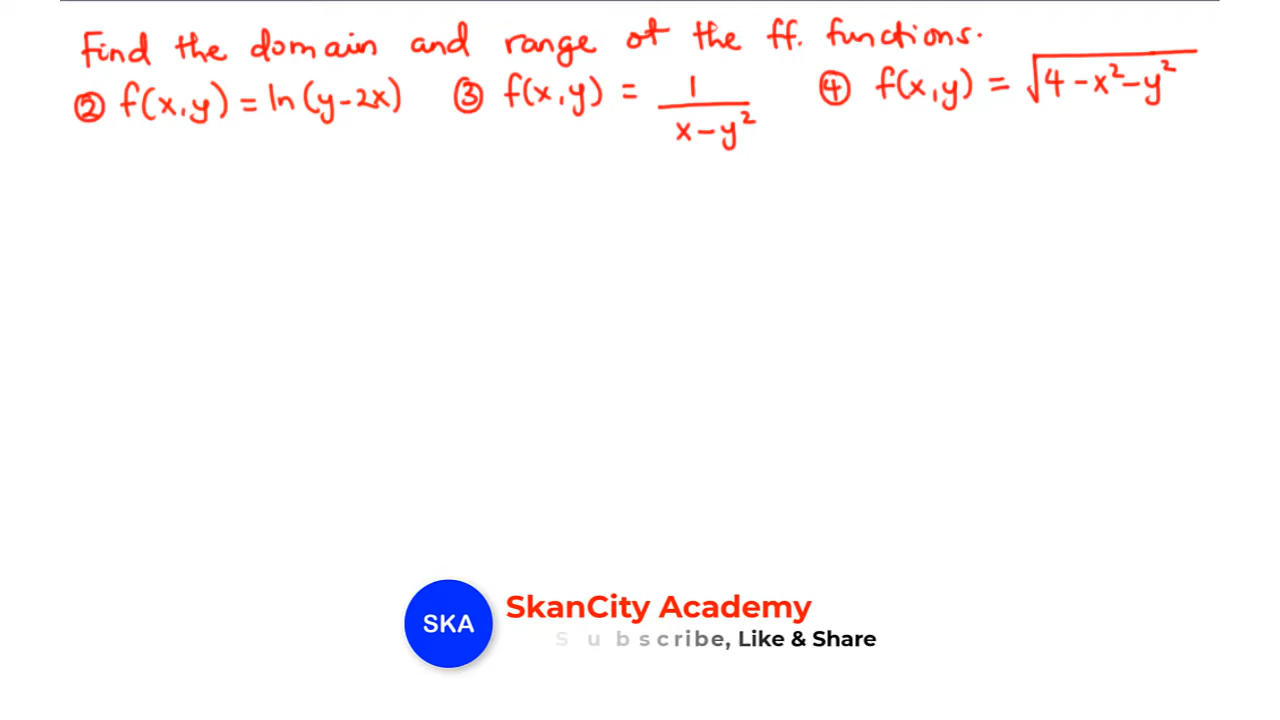 Find the domain and range of the ff. functions.
② f(x,y) = ln (y-2x) ③ f(x,y) = 1/(x-y²) ④ f(x,y) = √(4-x²-y²)
SKA
SkanCity Academy
Subscribe, Like & Share